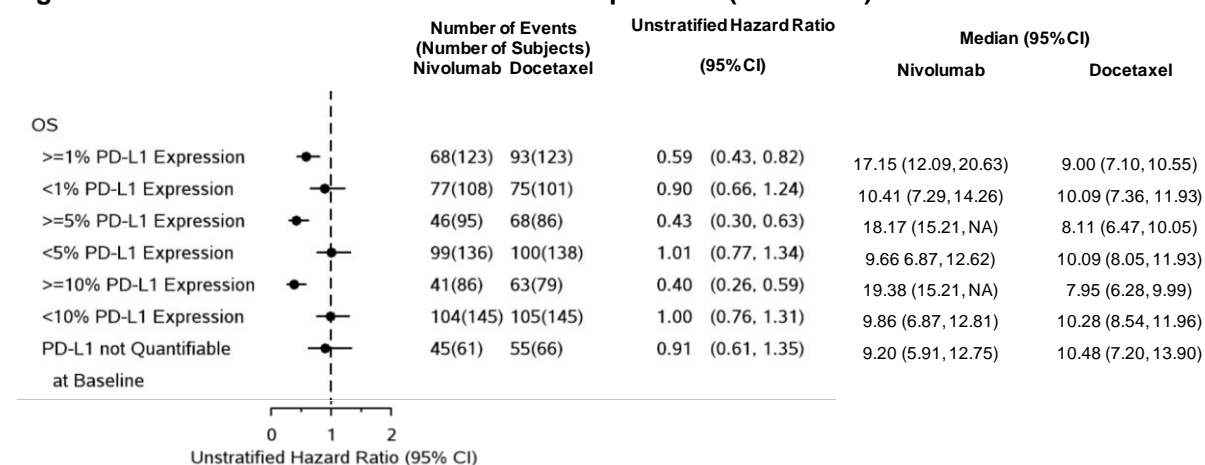 Number of Events Unstratified Hazard Ratio Median (95%CI)
(Number of Subjects)
Nivolumab Docetaxel (95%CI) Nivolumab Docetaxel
OS
>=1% PD-L1 Expression 68(123) 93(123) 0.59 (0.43, 0.82) 17.15 (12.09, 20.63) 9.00 (7.10, 10.55)
<1% PD-L1 Expression 77(108) 75(101) 0.90 (0.66, 1.24) 10.41 (7.29, 14.26) 10.09 (7.36, 11.93)
>=5% PD-L1 Expression 46(95) 68(86) 0.43 (0.30, 0.63) 18.17 (15.21, NA) 8.11 (6.47, 10.05)
<5% PD-L1 Expression 99(136) 100(138) 1.01 (0.77, 1.34) 9.66 6.87, 12.62) 10.09 (8.05, 11.93)
>=10% PD-L1 Expression 41(86) 63(79) 0.40 (0.26, 0.59) 19.38 (15.21, NA) 7.95 (6.28, 9.99)
<10% PD-L1 Expression 104(145) 105(145) 1.00 (0.76, 1.31) 9.86 (6.87, 12.81) 10.28 (8.54, 11.96)
PD-L1 not Quantifiable 45(61) 55(66) 0.91 (0.61, 1.35) 9.20 (5.91, 12.75) 10.48 (7.20, 13.90)
at Baseline
0 1 2
Unstratified Hazard Ratio (95% CI)